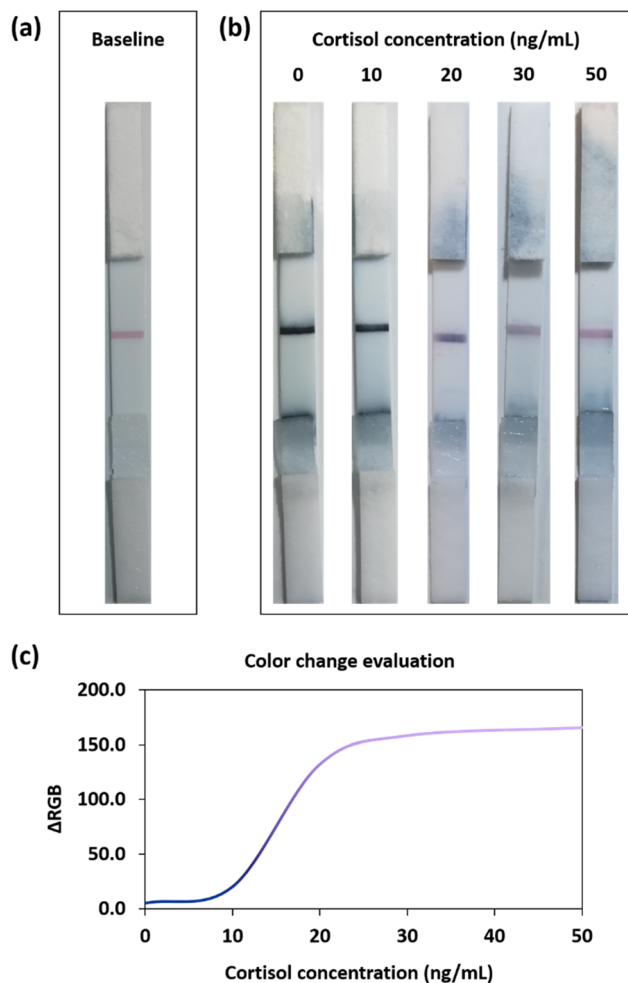 (a)
Baseline
(b)
Cortisol concentration (ng/mL)
0 10 20 30 50
(c)
Color change evaluation
200.0
150.0
100.0
50.0
0.0
ΔRGB
0 10 20 30 40 50
Cortisol concentration (ng/mL)